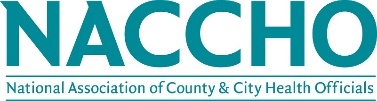 NACCHO
National Association of County & City Health Officials